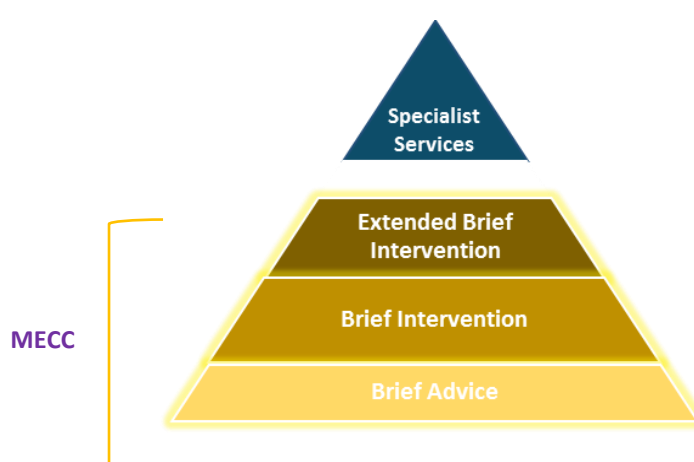 Specialist
Services
Extended Brief
Intervention
Brief Intervention
MECC
Brief Advice